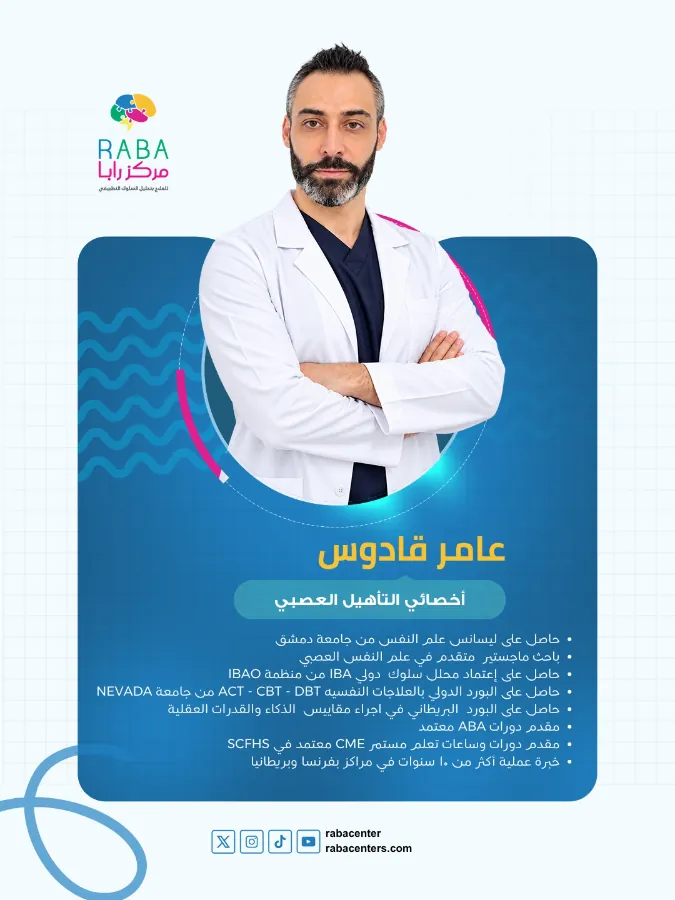 RABA
مركز رابا
للعلاج بتحليل السلوك التطبيقي
عامر قادوس
أخصائي التأهيل العصبي
• حاصل على ليسانس علم النفس من جامعة دمشق
• باحث ماجستير متقدم في علم النفس العصبي
• حاصل على إعتماد محلل سلوك دولي IBA من منظمة IBAO
• حاصل على البورد الدولي بالعلاجات النفسيه ACT - CBT - DBT من جامعة NEVADA
• حاصل على البورد البريطاني في اجراء مقاييس الذكاء والقدرات العقلية
• مقدم دورات ABA معتمد
• مقدم دورات وساعات تعلم مستمر CME معتمد في SCFHS
• خبرة عملية أكثر من ١٠ سنوات في مراكز بفرنسا وبريطانيا
rabacenter
rabacenters.com